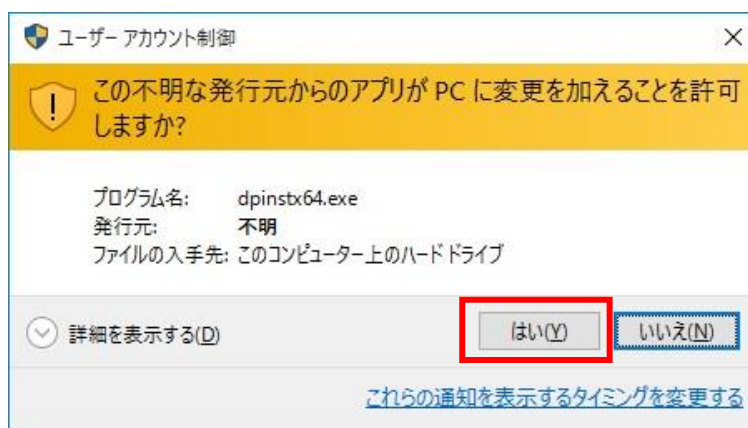 ユーザー アカウント制御
この不明な発行元からのアプリが PC に変更を加えることを許可
しますか?
プログラム名: dpinstx64.exe
発行元: 不明
ファイルの入手先: このコンピューター上のハード ドライブ
詳細を表示する(D) はい(Y) いいえ(N)
これらの通知を表示するタイミングを変更する